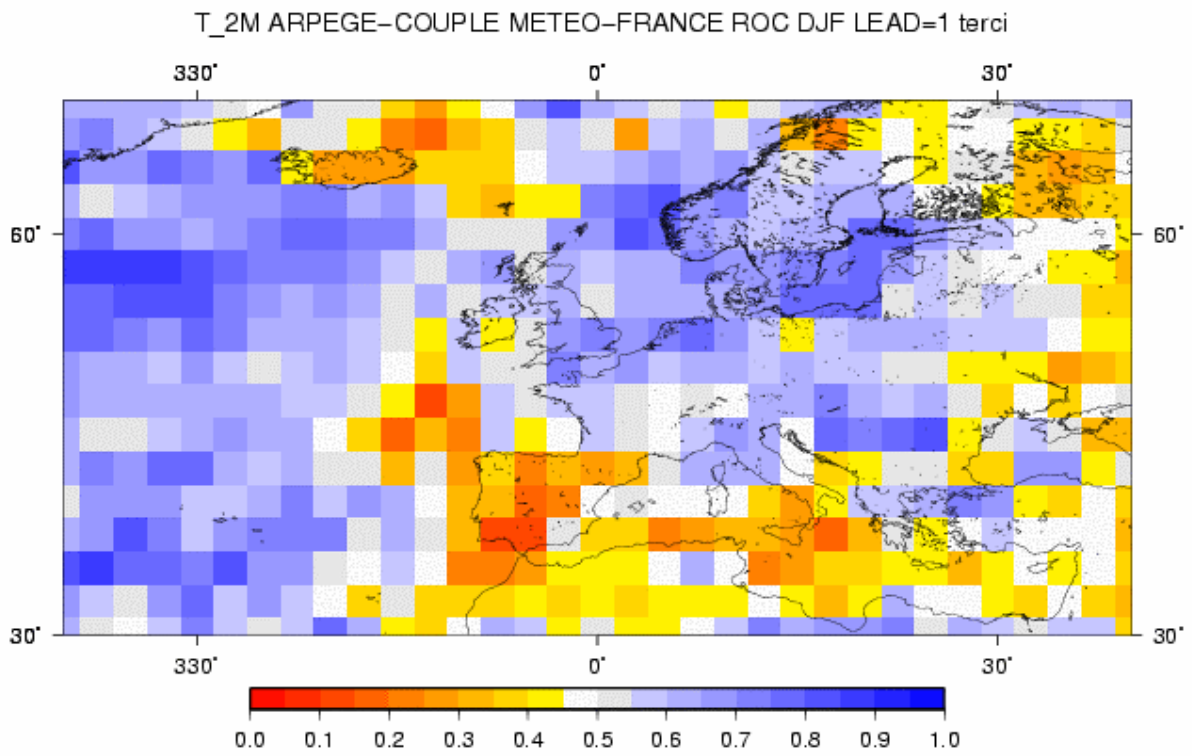 T_2M ARPEGE-COUPLE METEO-FRANCE ROC DJF LEAD=1 terci
330° 0° 30°
60° 60°
30° 30°
330° 0° 30°
0.0 0.1 0.2 0.3 0.4 0.5 0.6 0.7 0.8 0.9 1.0